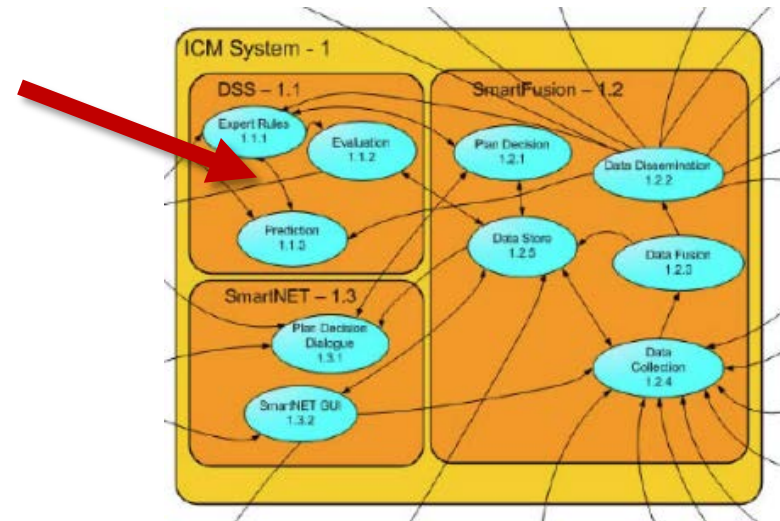 ICM System - 1
DSS – 1.1
Expert Rules
1.1.1
Evaluation
1.1.2
Prediction
1.1.3
SmartFusion – 1.2
Plan Decision
1.2.1
Data Dissemination
1.2.2
Data Store
1.2.5
Data Fusion
1.2.3
Data
Collection
1.2.4
SmartNET – 1.3
Plan Decision
Dialogue
1.3.1
SmartNET GUI
1.3.2